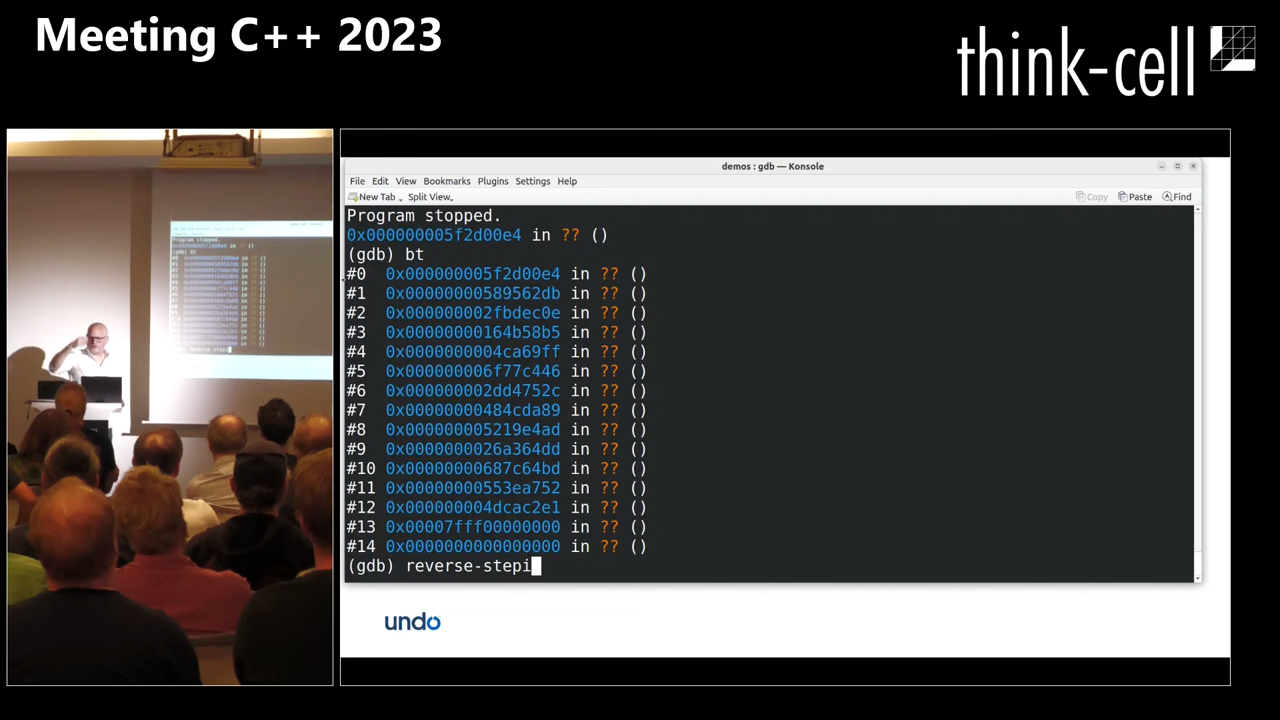 Meeting C++ 2023
think-cell
demos : gdb — Konsole
File Edit View Bookmarks Plugins Settings Help
New Tab Split View Copy Paste Find
Program stopped.
0x000000005f2d00e4 in ?? ()
(gdb) bt
#0 0x000000005f2d00e4 in ?? ()
#1 0x00000000589562db in ?? ()
#2 0x000000002fbdec0e in ?? ()
#3 0x00000000164b58b5 in ?? ()
#4 0x0000000004ca69ff in ?? ()
#5 0x000000006f77c446 in ?? ()
#6 0x000000002dd4752c in ?? ()
#7 0x00000000484cda89 in ?? ()
#8 0x000000005219e4ad in ?? ()
#9 0x0000000026a364dd in ?? ()
#10 0x00000000687c64bd in ?? ()
#11 0x00000000553ea752 in ?? ()
#12 0x000000004dcac2e1 in ?? ()
#13 0x00007fff00000000 in ?? ()
#14 0x0000000000000000 in ?? ()
(gdb) reverse-stepi
undo